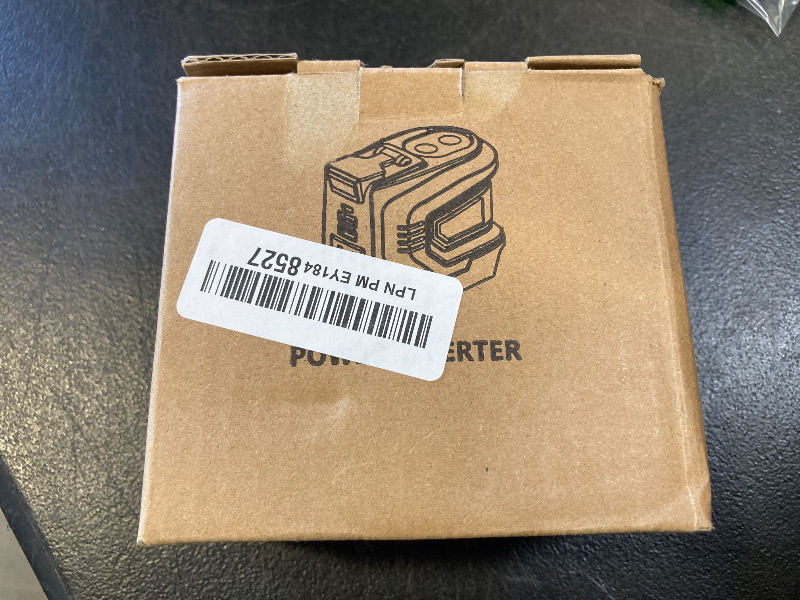 LPN PM EY184 8527
POW ERTER